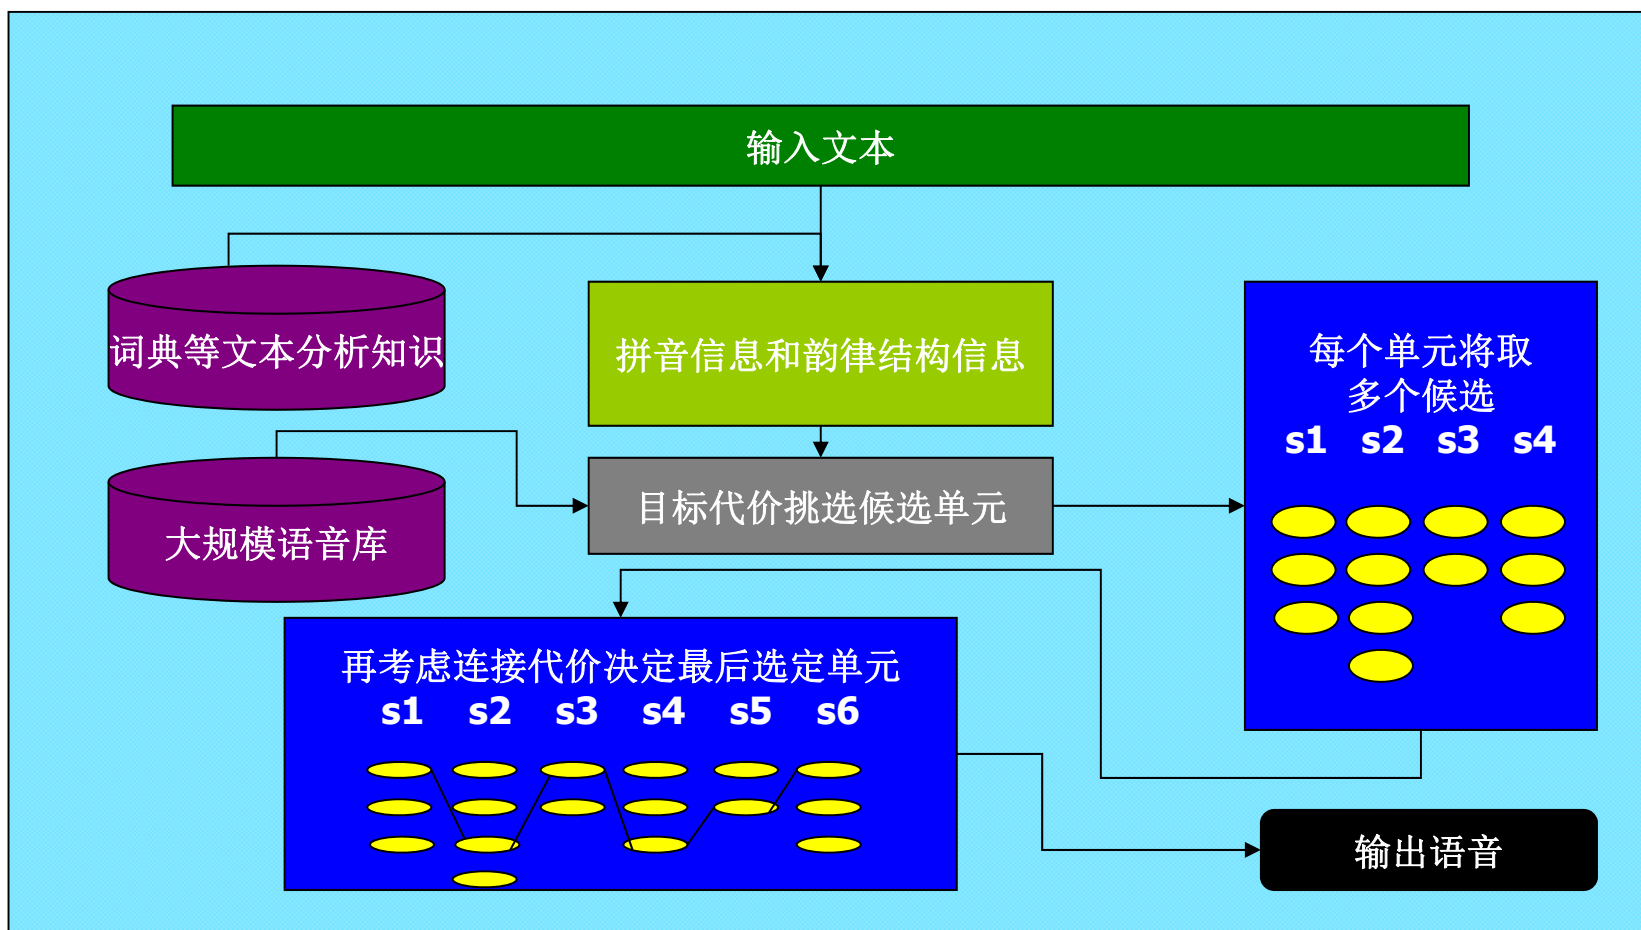 输入文本
词典等文本分析知识
拼音信息和韵律结构信息
每个单元将取
多个候选
s1 s2 s3 s4
大规模语音库
目标代价挑选候选单元
再考虑连接代价决定最后选定单元
s1 s2 s3 s4 s5 s6
输出语音